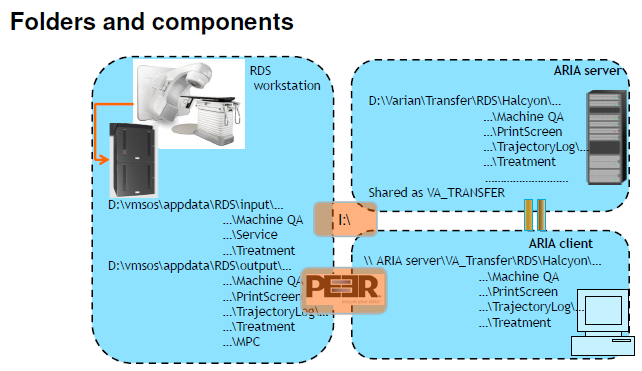 Folders and components
RDS
workstation
D:\vmsos\appdata\RDS\input\...
...\Machine QA
...\Service
...\Treatment
D:\vmsos\appdata\RDS\output\...
...\Machine QA
...\PrintScreen
...\TrajectoryLog\...
...\Treatment
...\MPC
I:\
PEER
ARIA server
D:\\Varian\Transfer\RDS\Halcyon\...
...\Machine QA
...\PrintScreen
...\TrajectoryLog\...
...\Treatment
..............................
Shared as VA_TRANSFER
ARIA client
\\ ARIA server\\VA_Transfer\RDS\Halcyon\...
...\Machine QA
...\PrintScreen
...\TrajectoryLog\...
...\Treatment